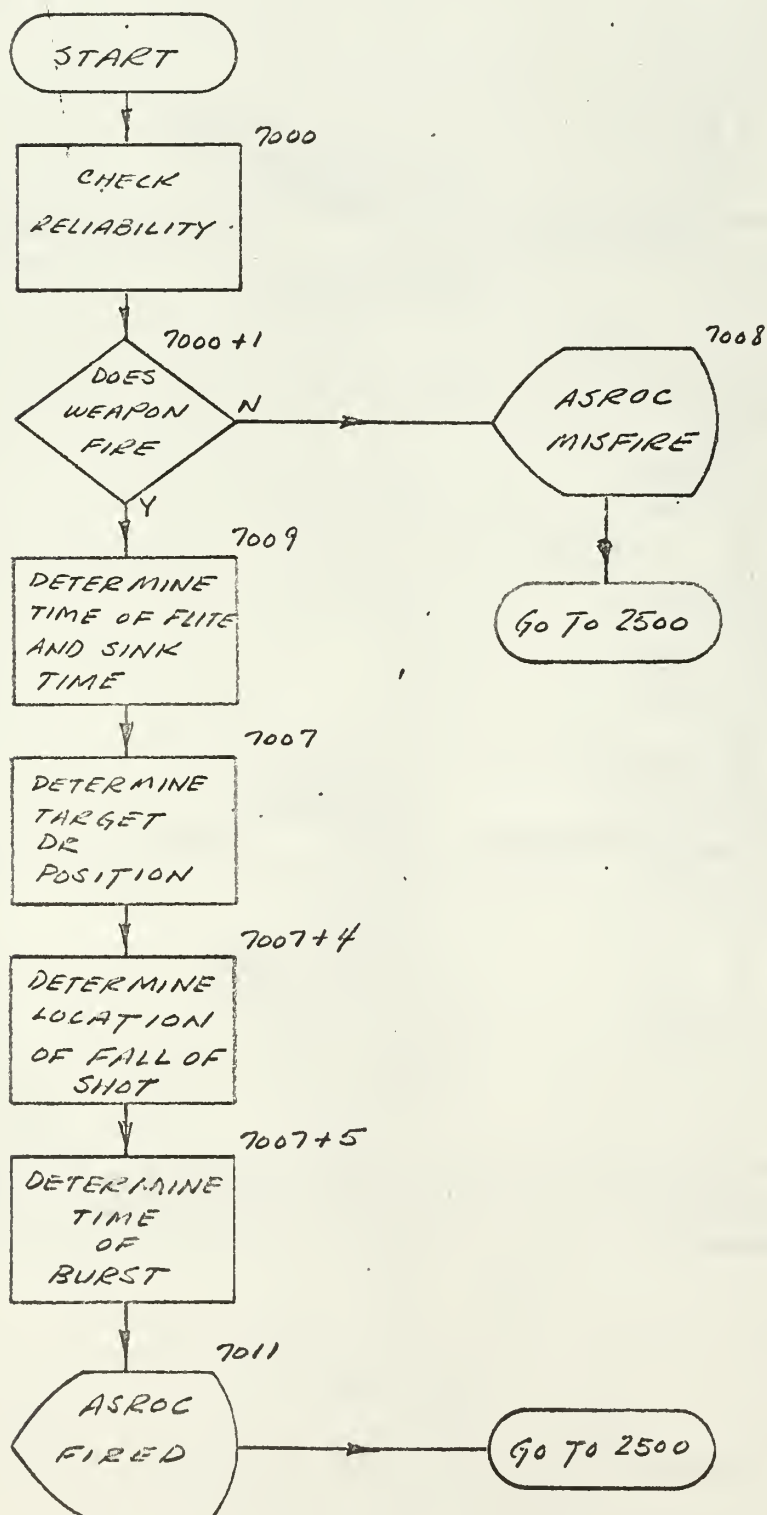 START
7000
CHECK
RELIABILITY
7000+1
DOES
WEAPON
FIRE
N
Y
7008
ASROC
MISFIRE
GO TO 2500
7009
DETERMINE
TIME OF FLITE
AND SINK
TIME
7007
DETERMINE
TARGET
DR
POSITION
7007+4
DETERMINE
LOCATION
OF FALL OF
SHOT
7007+5
DETERMINE
TIME
OF
BURST
7011
ASROC
FIRED
GO TO 2500